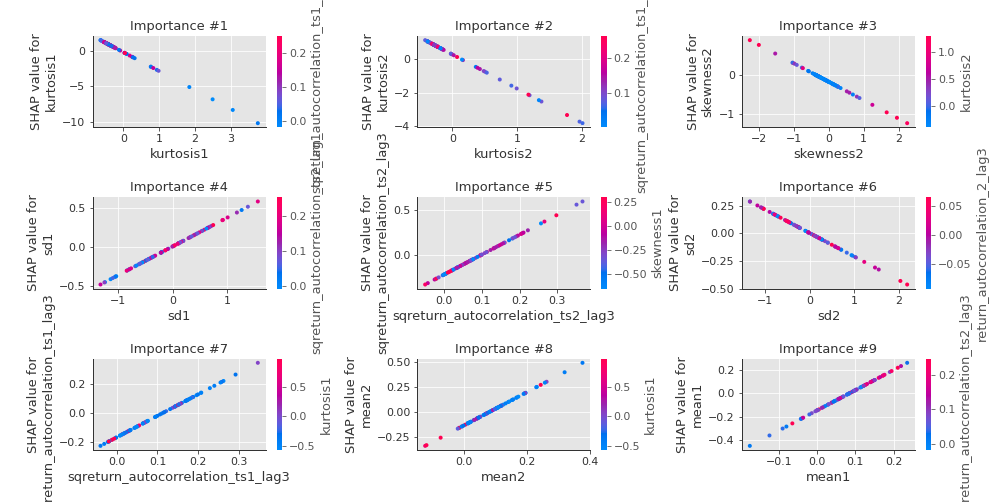 Importance #1
SHAP value for
kurtosis1
0
−5
−10
0
1
2
3
kurtosis1
0.2
0.1
0.0
Importance #2
SHAP value for
kurtosis2
0
−2
−4
0
1
2
kurtosis2
0.2
0.1
Importance #3
SHAP value for
skewness2
0
−1
−2
−1
0
1
2
skewness2
1.0
0.5
0.0
kurtosis2
Importance #4
SHAP value for
sd1
0.5
0.0
−0.5
−1
0
1
sd1
0.2
0.1
0.0
Importance #5
SHAP value for
sqreturn_autocorrelation_ts2_lag3
0.5
0.0
0.0
0.1
0.2
0.3
sqreturn_autocorrelation_ts2_lag3
0.25
0.00
−0.25
−0.50
skewness1
Importance #6
SHAP value for
sd2
0.25
0.00
−0.25
−0.50
−1
0
1
2
sd2
0.05
0.00
−0.05
return_autocorrelation_2_lag3
Importance #7
SHAP value for
sqreturn_autocorrelation_ts1_lag3
0.2
0.0
−0.2
0.0
0.1
0.2
0.3
sqreturn_autocorrelation_ts1_lag3
0.5
0.0
−0.5
kurtosis1
Importance #8
SHAP value for
mean2
0.50
0.25
0.00
−0.25
0.0
0.2
0.4
mean2
0.5
0.0
−0.5
kurtosis1
Importance #9
SHAP value for
mean1
0.2
0.0
−0.2
−0.4
−0.1
0.0
0.1
0.2
mean1
0.2
0.1
0.0